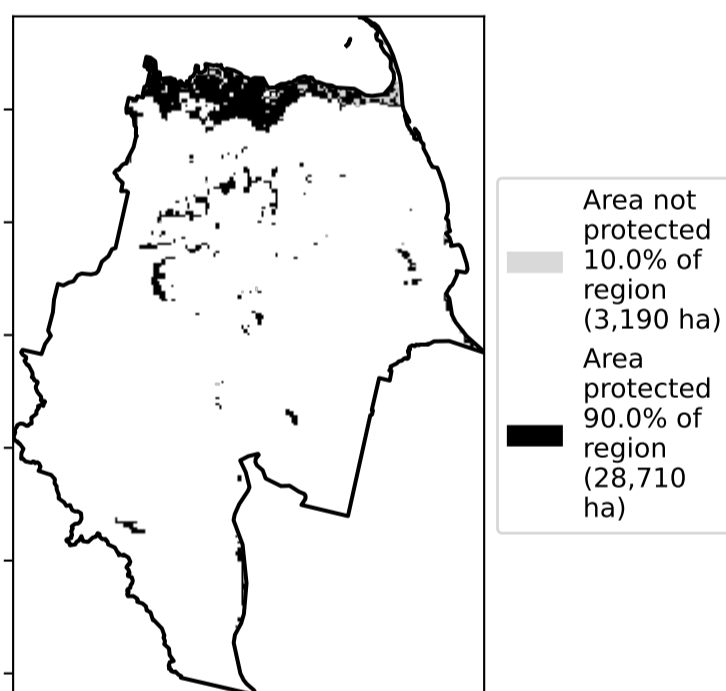 Area not
protected
10.0% of
region
(3,190 ha)
Area
protected
90.0% of
region
(28,710
ha)